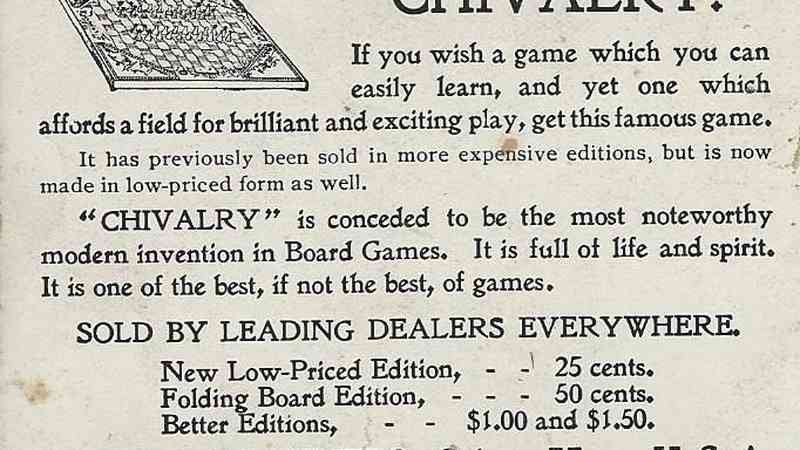 CHIVALRY!
If you wish a game which you can
easily learn, and yet one which
affords a field for brilliant and exciting play, get this famous game.
It has previously been sold in more expensive editions, but is now
made in low-priced form as well.
“CHIVALRY” is conceded to be the most noteworthy
modern invention in Board Games. It is full of life and spirit.
It is one of the best, if not the best, of games.
SOLD BY LEADING DEALERS EVERYWHERE.
New Low-Priced Edition, - - 25 cents.
Folding Board Edition, - - - 50 cents.
Better Editions, - - $1.00 and $1.50.